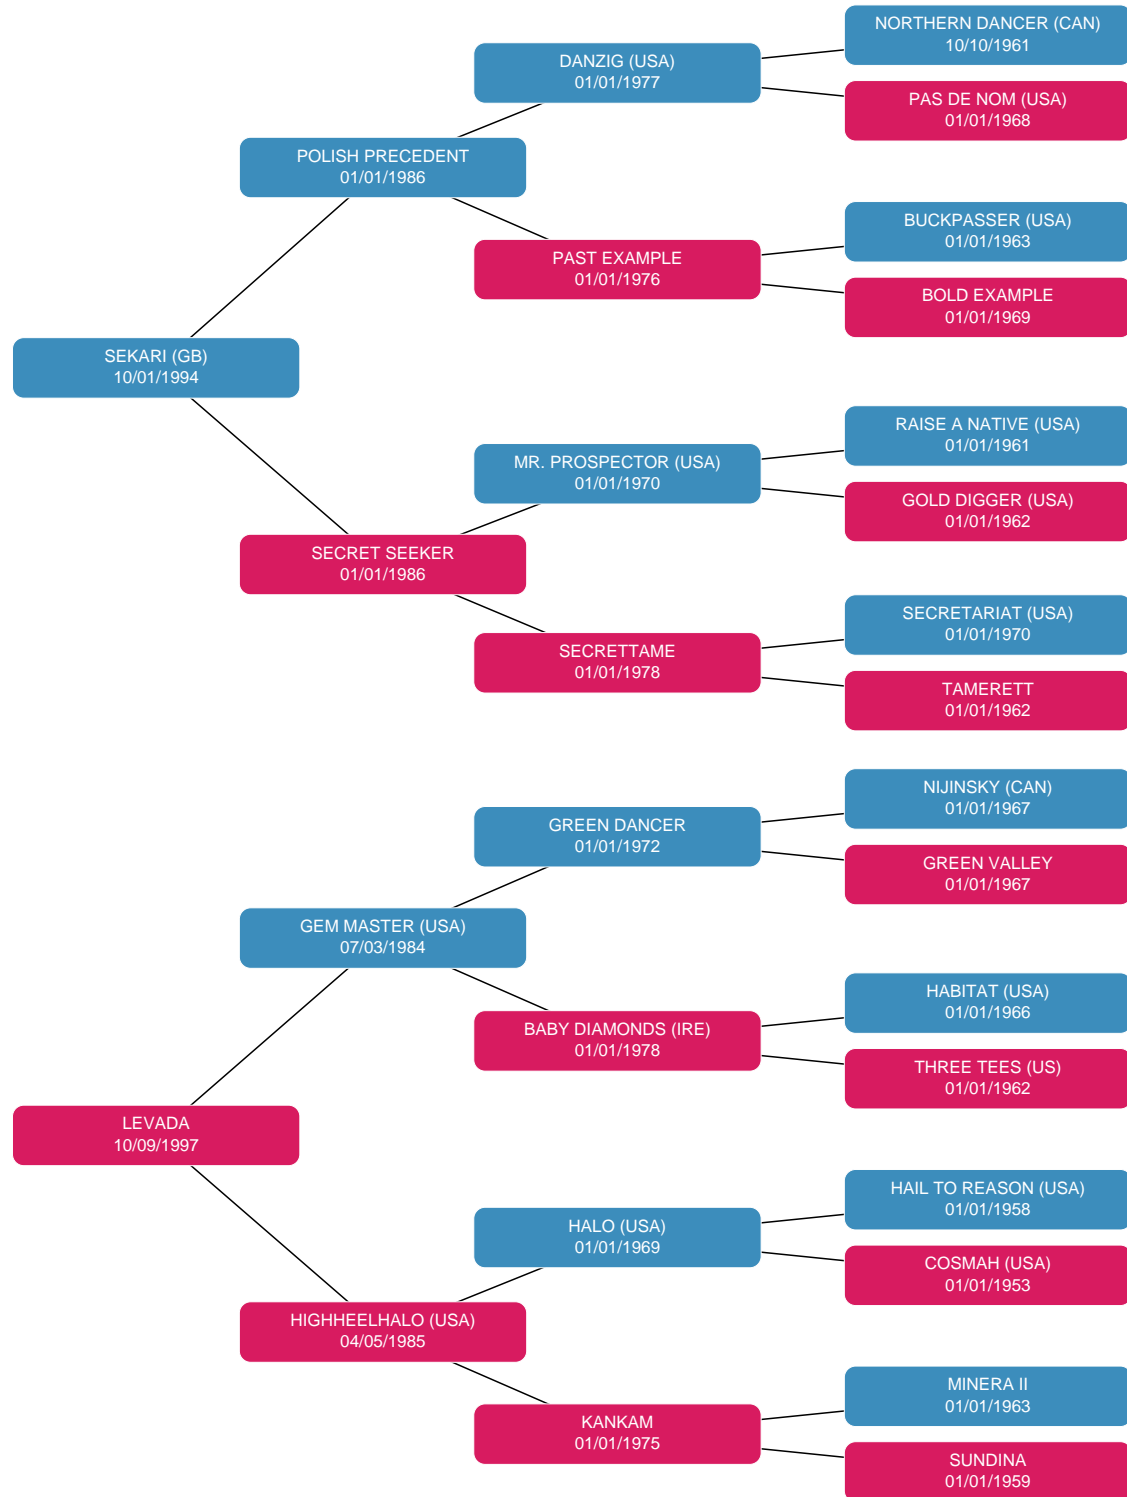 NORTHERN DANCER (CAN)
10/10/1961
DANZIG (USA)
01/01/1977
PAS DE NOM (USA)
01/01/1968
POLISH PRECEDENT
01/01/1986
BUCKPASSER (USA)
01/01/1963
PAST EXAMPLE
01/01/1976
BOLD EXAMPLE
01/01/1969
SEKARI (GB)
10/01/1994
RAISE A NATIVE (USA)
01/01/1961
MR. PROSPECTOR (USA)
01/01/1970
GOLD DIGGER (USA)
01/01/1962
SECRET SEEKER
01/01/1986
SECRETARIAT (USA)
01/01/1970
SECRETTAME
01/01/1978
TAMERETT
01/01/1962
NIJINSKY (CAN)
01/01/1967
GREEN DANCER
01/01/1972
GREEN VALLEY
01/01/1967
GEM MASTER (USA)
07/03/1984
HABITAT (USA)
01/01/1966
BABY DIAMONDS (IRE)
01/01/1978
THREE TEES (US)
01/01/1962
LEVADA
10/09/1997
HAIL TO REASON (USA)
01/01/1958
HALO (USA)
01/01/1969
COSMAH (USA)
01/01/1953
HIGHHEELHALO (USA)
04/05/1985
MINERA II
01/01/1963
KANKAM
01/01/1975
SUNDINA
01/01/1959